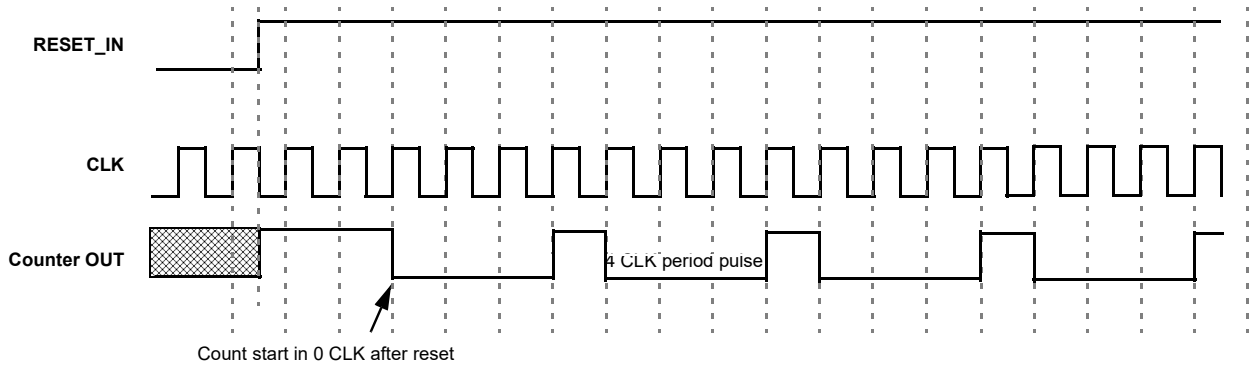 RESET_IN
CLK
Counter OUT
4 CLK period pulse
Count start in 0 CLK after reset